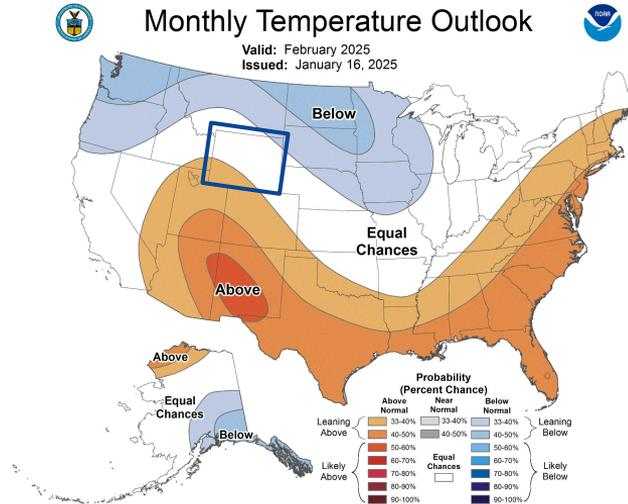 Monthly Temperature Outlook
NOAA
Valid: February 2025
Issued: January 16, 2025
Below
Equal
Chances
Above
Above
Equal
Chances
Below
Probability
(Percent Chance)
Above
Normal
Near
Normal
Below
Normal
Leaning
Above
33-40%
33-40%
33-40%
Leaning
Below
40-50%
40-50%
40-50%
Likely
Above
50-60%
Equal
Chances
50-60%
Likely
Below
60-70%
60-70%
70-80%
70-80%
80-90%
80-90%
90-100%
90-100%